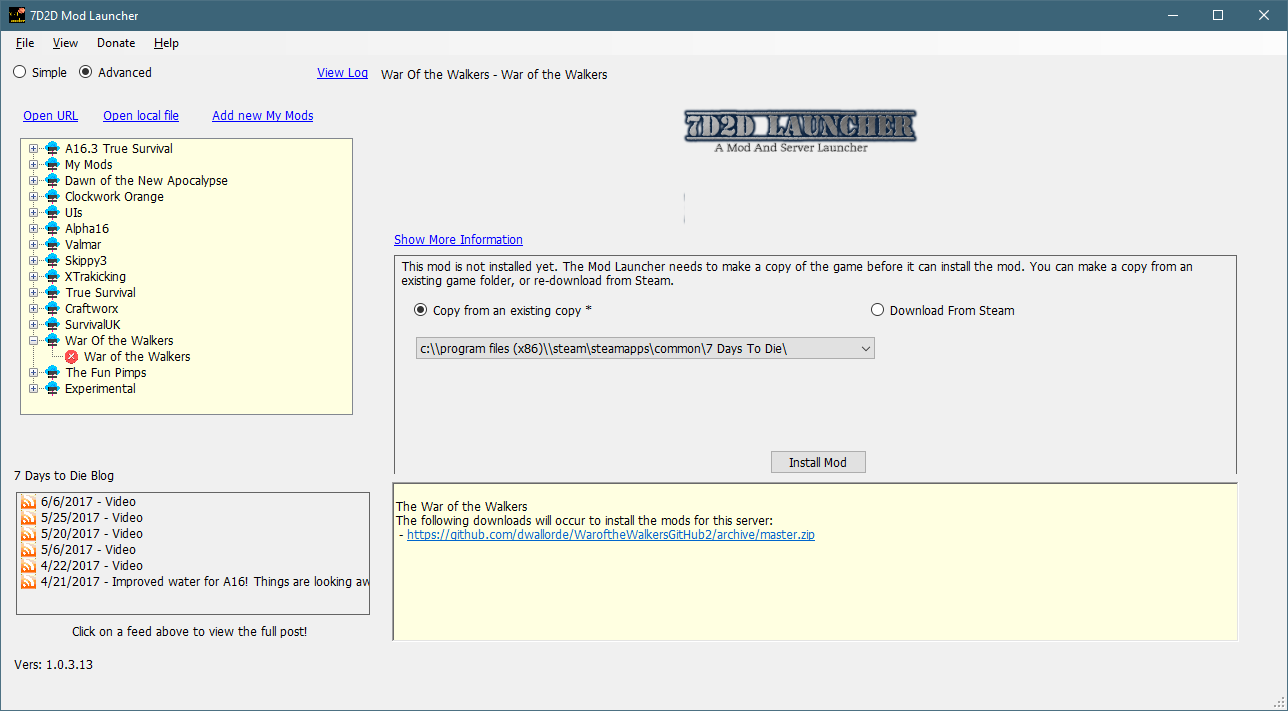 7D2D Mod Launcher
File View Donate Help
Simple Advanced
View Log War Of the Walkers - War of the Walkers
Open URL Open local file Add new My Mods
7D2D LAUNCHER
A Mod And Server Launcher
A16.3 True Survival
My Mods
Dawn of the New Apocalypse
Clockwork Orange
UIs
Alpha16
Valmar
Skippy3
XTrakicking
True Survival
Craftworx
SurvivalUK
War Of the Walkers
War of the Walkers
The Fun Pimps
Experimental
Show More Information
This mod is not installed yet. The Mod Launcher needs to make a copy of the game before it can install the mod. You can make a copy from an
existing game folder, or re-download from Steam.
Copy from an existing copy * Download From Steam
c:\\program files (x86)\\steam\steamapps\common\7 Days To Die\
Install Mod
7 Days to Die Blog
6/6/2017 - Video
5/25/2017 - Video
5/20/2017 - Video
5/6/2017 - Video
4/22/2017 - Video
4/21/2017 - Improved water for A16! Things are looking aw
Click on a feed above to view the full post!
The War of the Walkers
The following downloads will occur to install the mods for this server:
- https://github.com/dwallorde/WaroftheWalkersGitHub2/archive/master.zip
Vers: 1.0.3.13